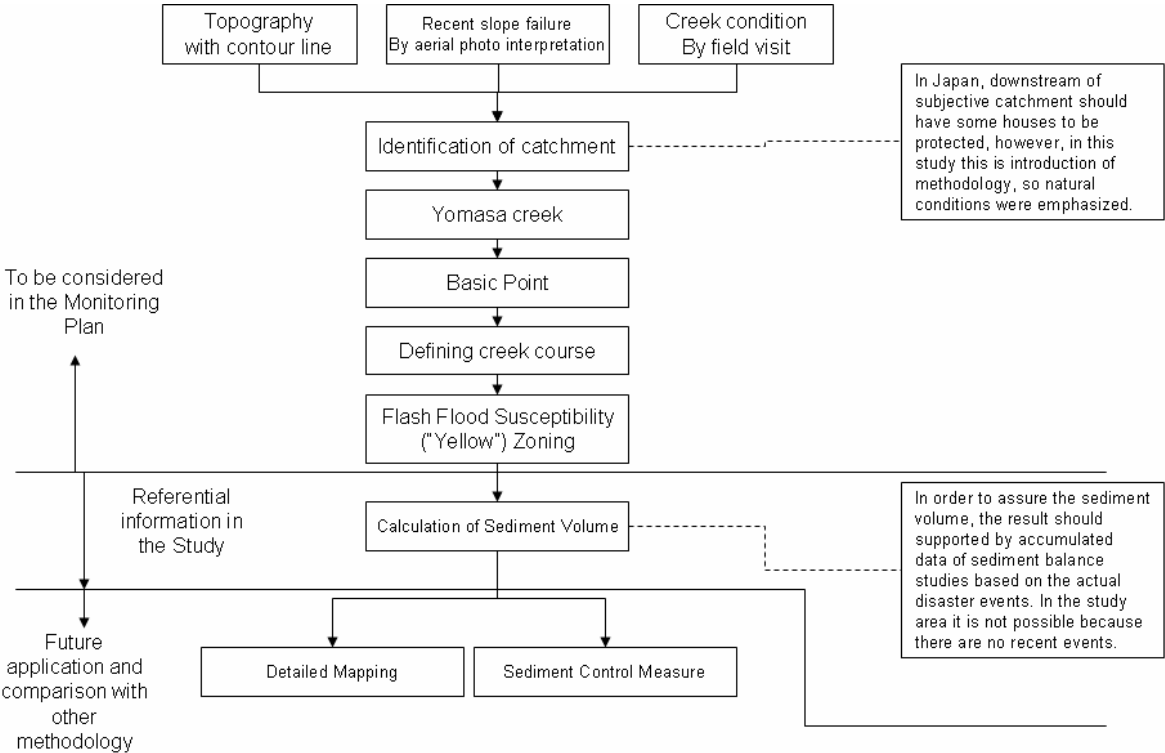 Topography
with contour line
Recent slope failure
By aerial photo interpretation
Creek condition
By field visit
In Japan, downstream of
subjective catchment should
have some houses to be
protected, however, in this
study this is introduction of
methodology, so natural
conditions were emphasized.
Identification of catchment
Yomasa creek
Basic Point
To be considered
in the Monitoring
Plan
Defining creek course
Flash Flood Susceptibility
("Yellow") Zoning
Referential
information in
the Study
Calculation of Sediment Volume
In order to assure the sediment
volume, the result should
supported by accumulated
data of sediment balance
studies based on the actual
disaster events. In the study
area it is not possible because
there are no recent events.
Future
application and
comparison with
other
methodology
Detailed Mapping
Sediment Control Measure